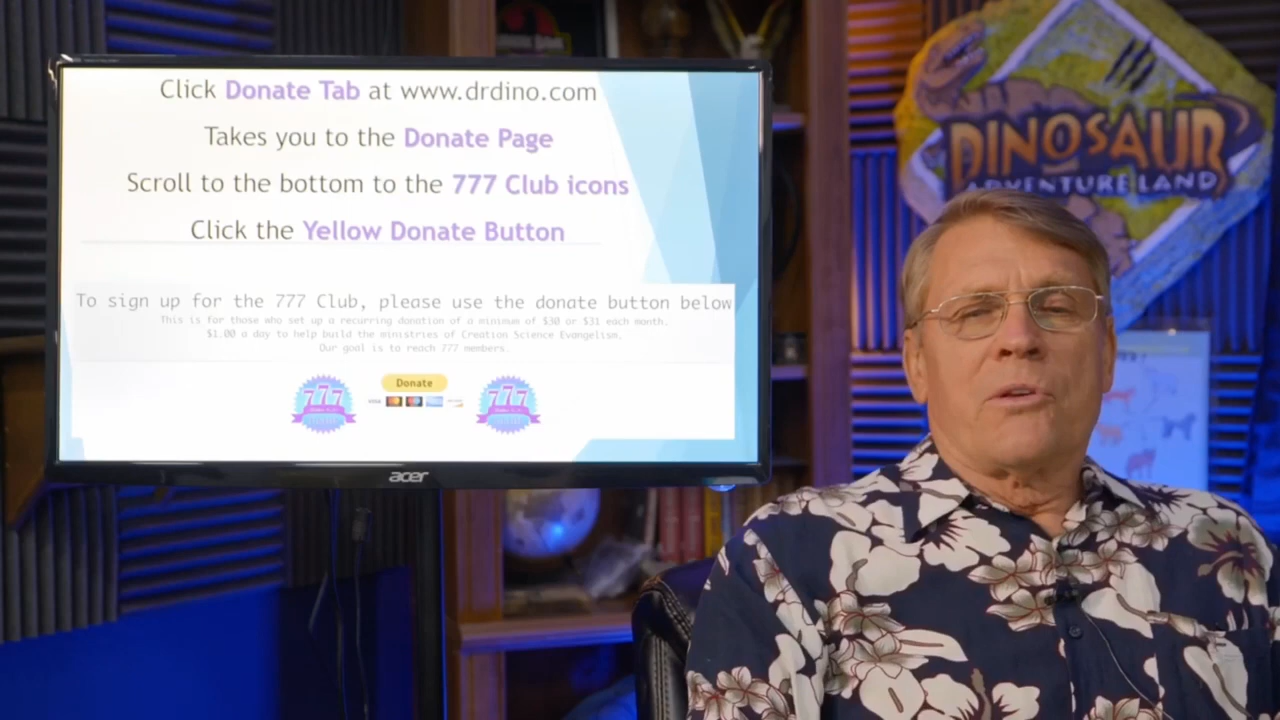 Click Donate Tab at www.drdino.com
Takes you to the Donate Page
Scroll to the bottom to the 777 Club icons
Click the Yellow Donate Button
To sign up for the 777 Club, please use the donate button below
This is for those who set up a recurring donation of a minimum of $30 or $31 each month.
$1.00 a day to help build the ministries of Creation Science Evangelism.
Our goal is to reach 777 members.
777
Donate
VISA
777
acer
DINOSAUR
ADVENTURE LAND